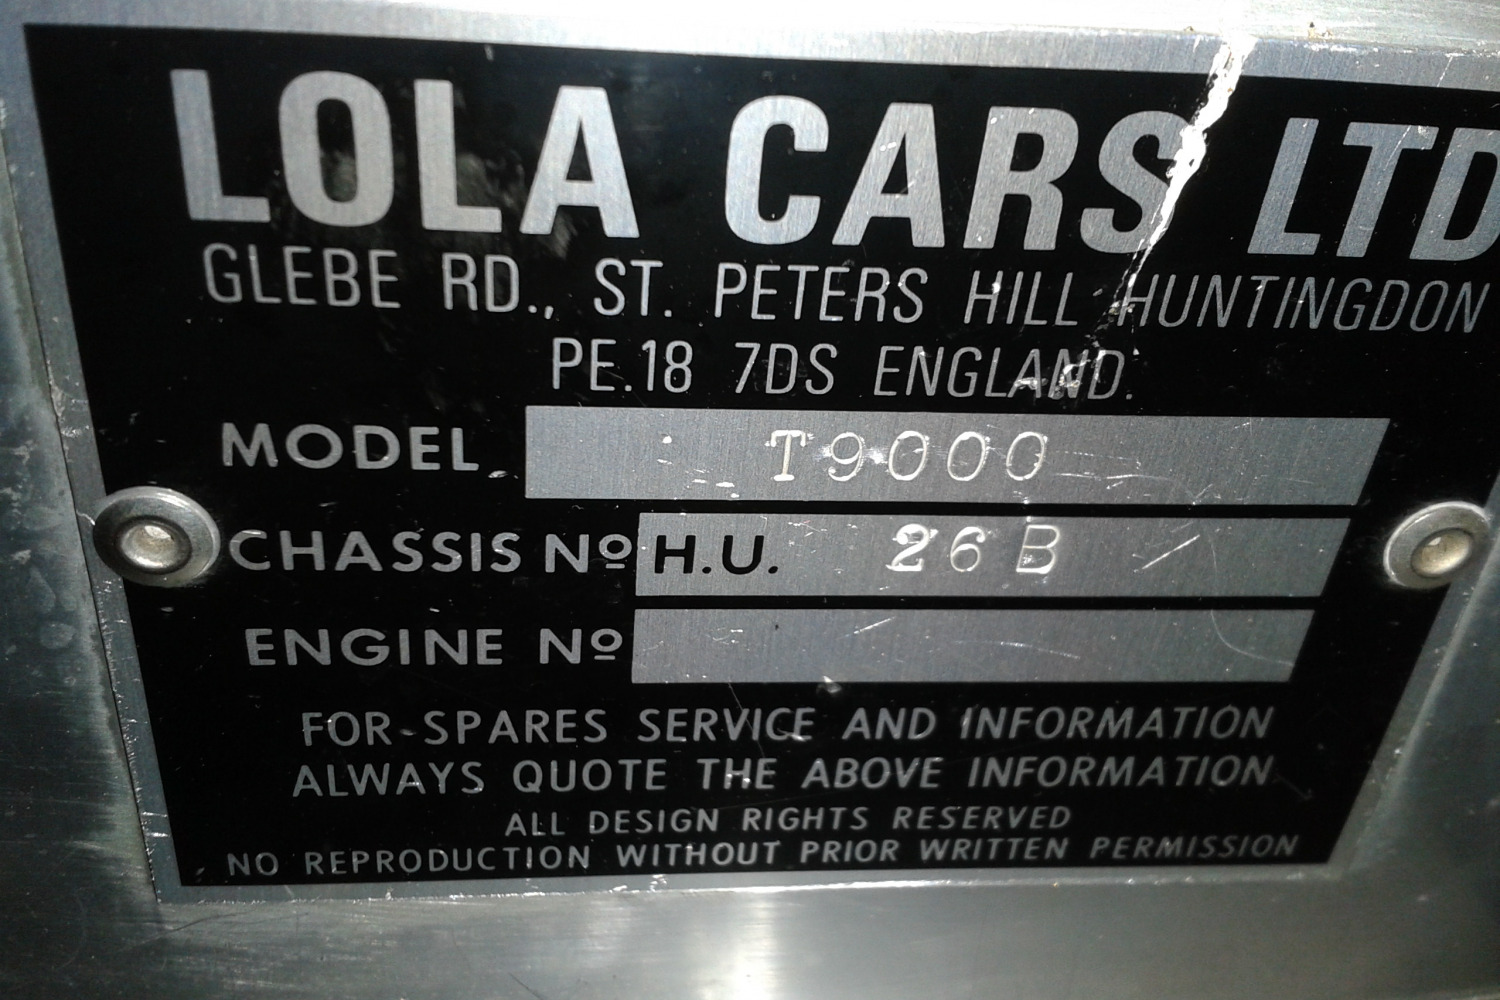 LOLA CARS LTD
GLEBE RD., ST. PETERS HILL HUNTINGDON
PE.18 7DS ENGLAND.
MODEL T9000
CHASSIS Nº H.U. 26B
ENGINE Nº
FOR SPARES SERVICE AND INFORMATION
ALWAYS QUOTE THE ABOVE INFORMATION
ALL DESIGN RIGHTS RESERVED
NO REPRODUCTION WITHOUT PRIOR WRITTEN PERMISSION